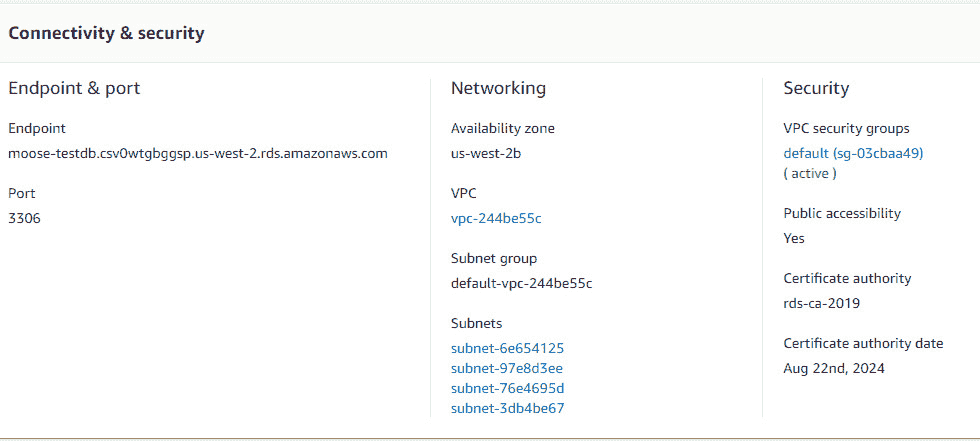 Connectivity & security
Endpoint & port
Endpoint
moose-testdb.csv0wtgbggsp.us-west-2.rds.amazonaws.com
Port
3306
Networking
Availability zone
us-west-2b
VPC
vpc-244be55c
Subnet group
default-vpc-244be55c
Subnets
subnet-6e654125
subnet-97e8d3ee
subnet-76e4695d
subnet-3db4be67
Security
VPC security groups
default (sg-03cbaa49)
( active )
Public accessibility
Yes
Certificate authority
rds-ca-2019
Certificate authority date
Aug 22nd, 2024